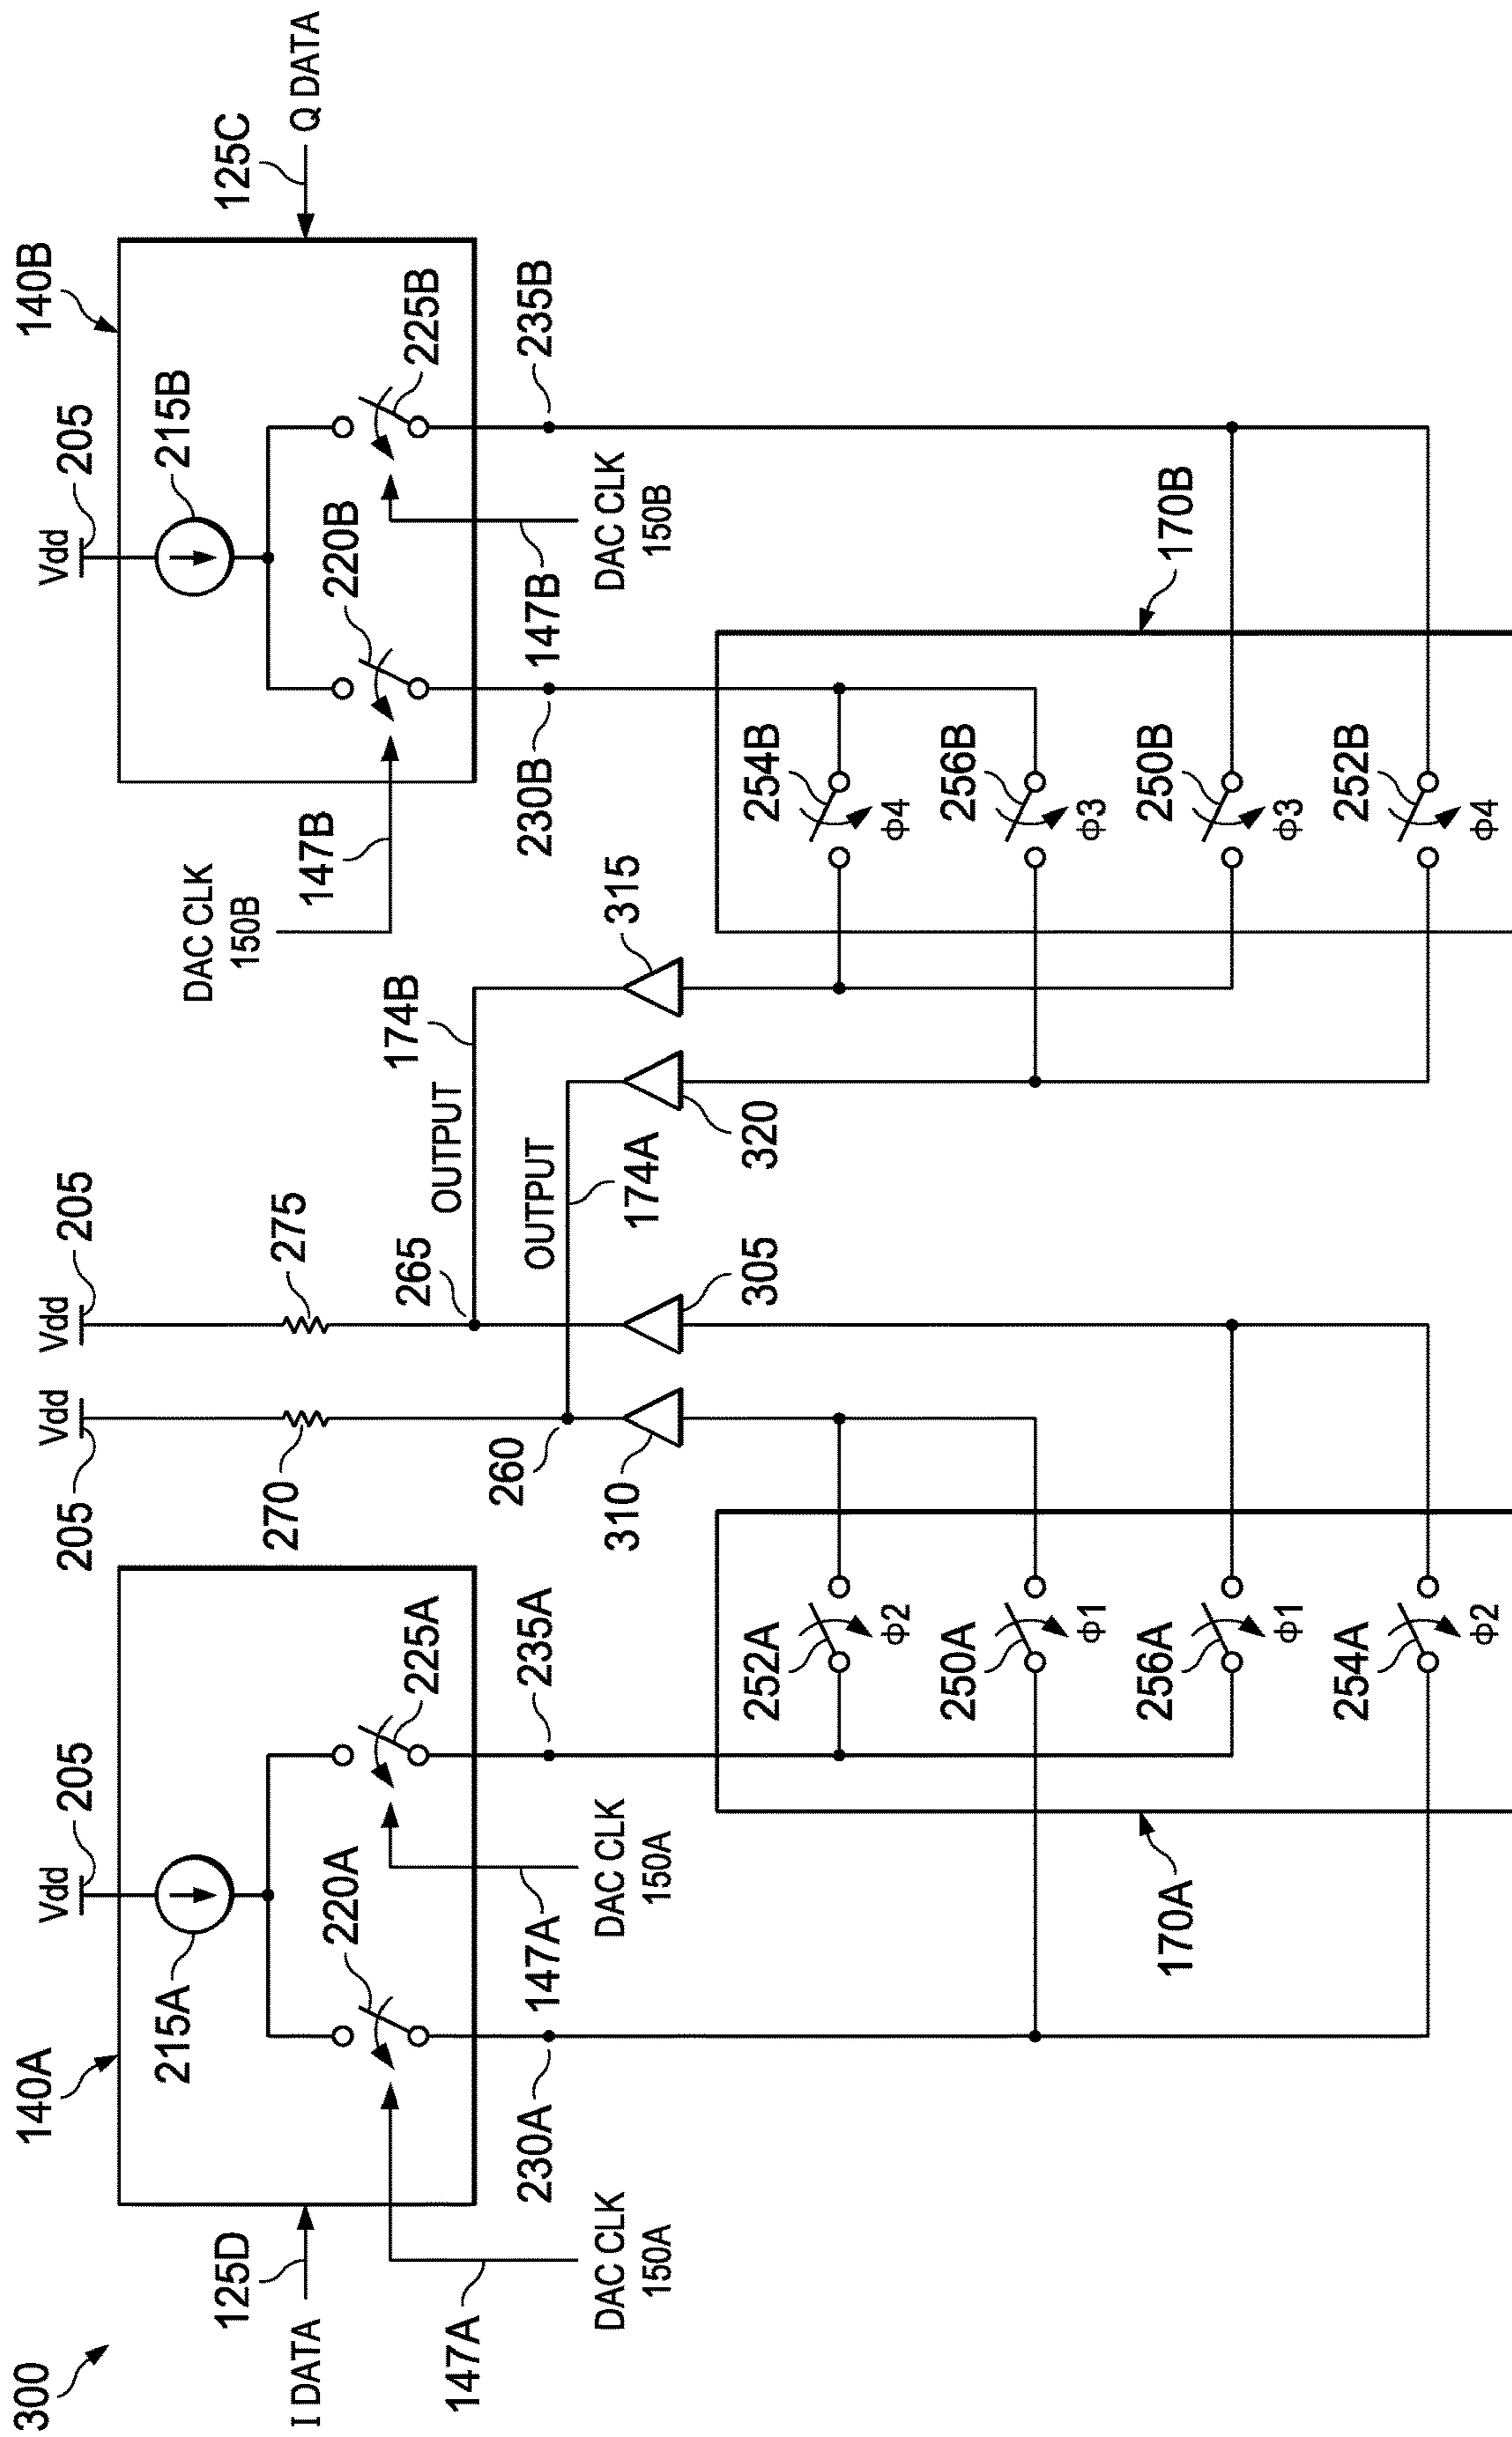 300
140A
I DATA
125D
147A
DAC CLK
150A
Vdd
205
215A
220A
225A
230A
147A
DAC CLK
150A
235A
170A
252A
ϕ2
250A
ϕ1
256A
ϕ1
254A
ϕ2
Vdd
205
270
260
310
Vdd
205
275
265
305
OUTPUT
174B
OUTPUT
174A
320
315
DAC CLK
150B
147B
140B
Vdd
205
215B
220B
225B
125C
Q DATA
230B
147B
DAC CLK
150B
235B
170B
254B
ϕ4
256B
ϕ3
250B
ϕ3
252B
ϕ4